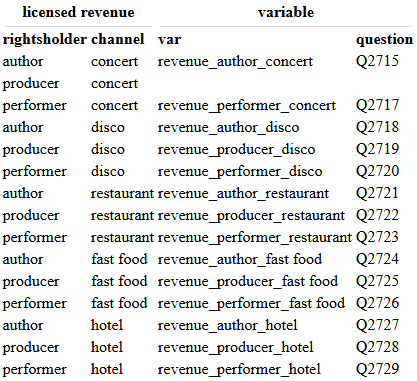 licensed revenue variable
rightsholder channel var question
author concert revenue_author_concert Q2715
producer concert
performer concert revenue_performer_concert Q2717
author disco revenue_author_disco Q2718
producer disco revenue_producer_disco Q2719
performer disco revenue_performer_disco Q2720
author restaurant revenue_author_restaurant Q2721
producer restaurant revenue_producer_restaurant Q2722
performer restaurant revenue_performer_restaurant Q2723
author fast food revenue_author_fast food Q2724
producer fast food revenue_producer_fast food Q2725
performer fast food revenue_performer_fast food Q2726
author hotel revenue_author_hotel Q2727
producer hotel revenue_producer_hotel Q2728
performer hotel revenue_performer_hotel Q2729